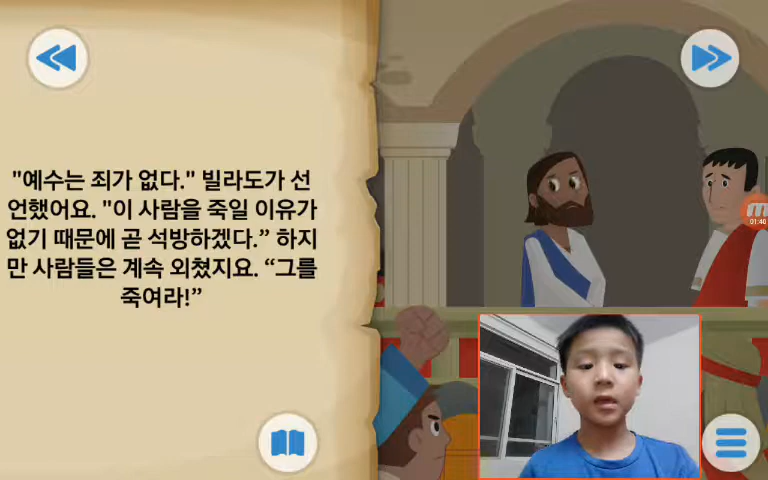 "예수는 죄가 없다." 빌라도가 선
언했어요. "이 사람을 죽일 이유가
없기 때문에 곧 석방하겠다.” 하지
만 사람들은 계속 외쳤지요. “그를
죽여라!”
01:40